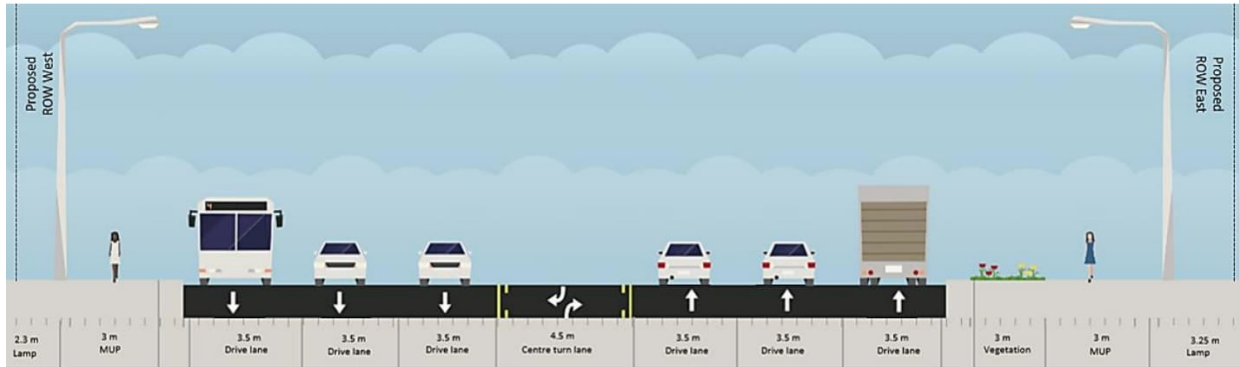 Proposed
ROW West
Proposed
ROW East
2.3 m
Lamp
3 m
MUP
3.5 m
Drive lane
3.5 m
Drive lane
3.5 m
Drive lane
4.5 m
Centre turn lane
3.5 m
Drive lane
3.5 m
Drive lane
3.5 m
Drive lane
3 m
Vegetation
3 m
MUP
3.25 m
Lamp